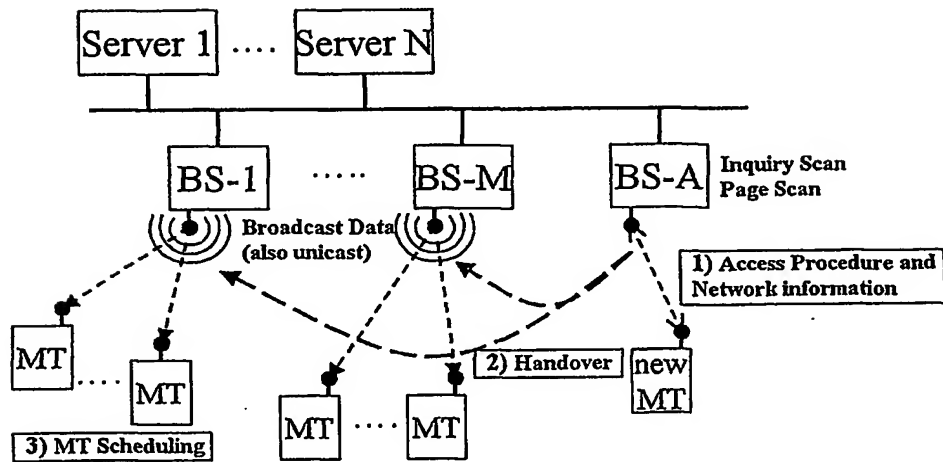 Server 1 ..... Server N
BS-1 ..... BS-M BS-A
Inquiry Scan
Page Scan
Broadcast Data
(also unicast)
1) Access Procedure and
Network information
2) Handover
MT ..... MT
MT ..... MT
new
MT
3) MT Scheduling